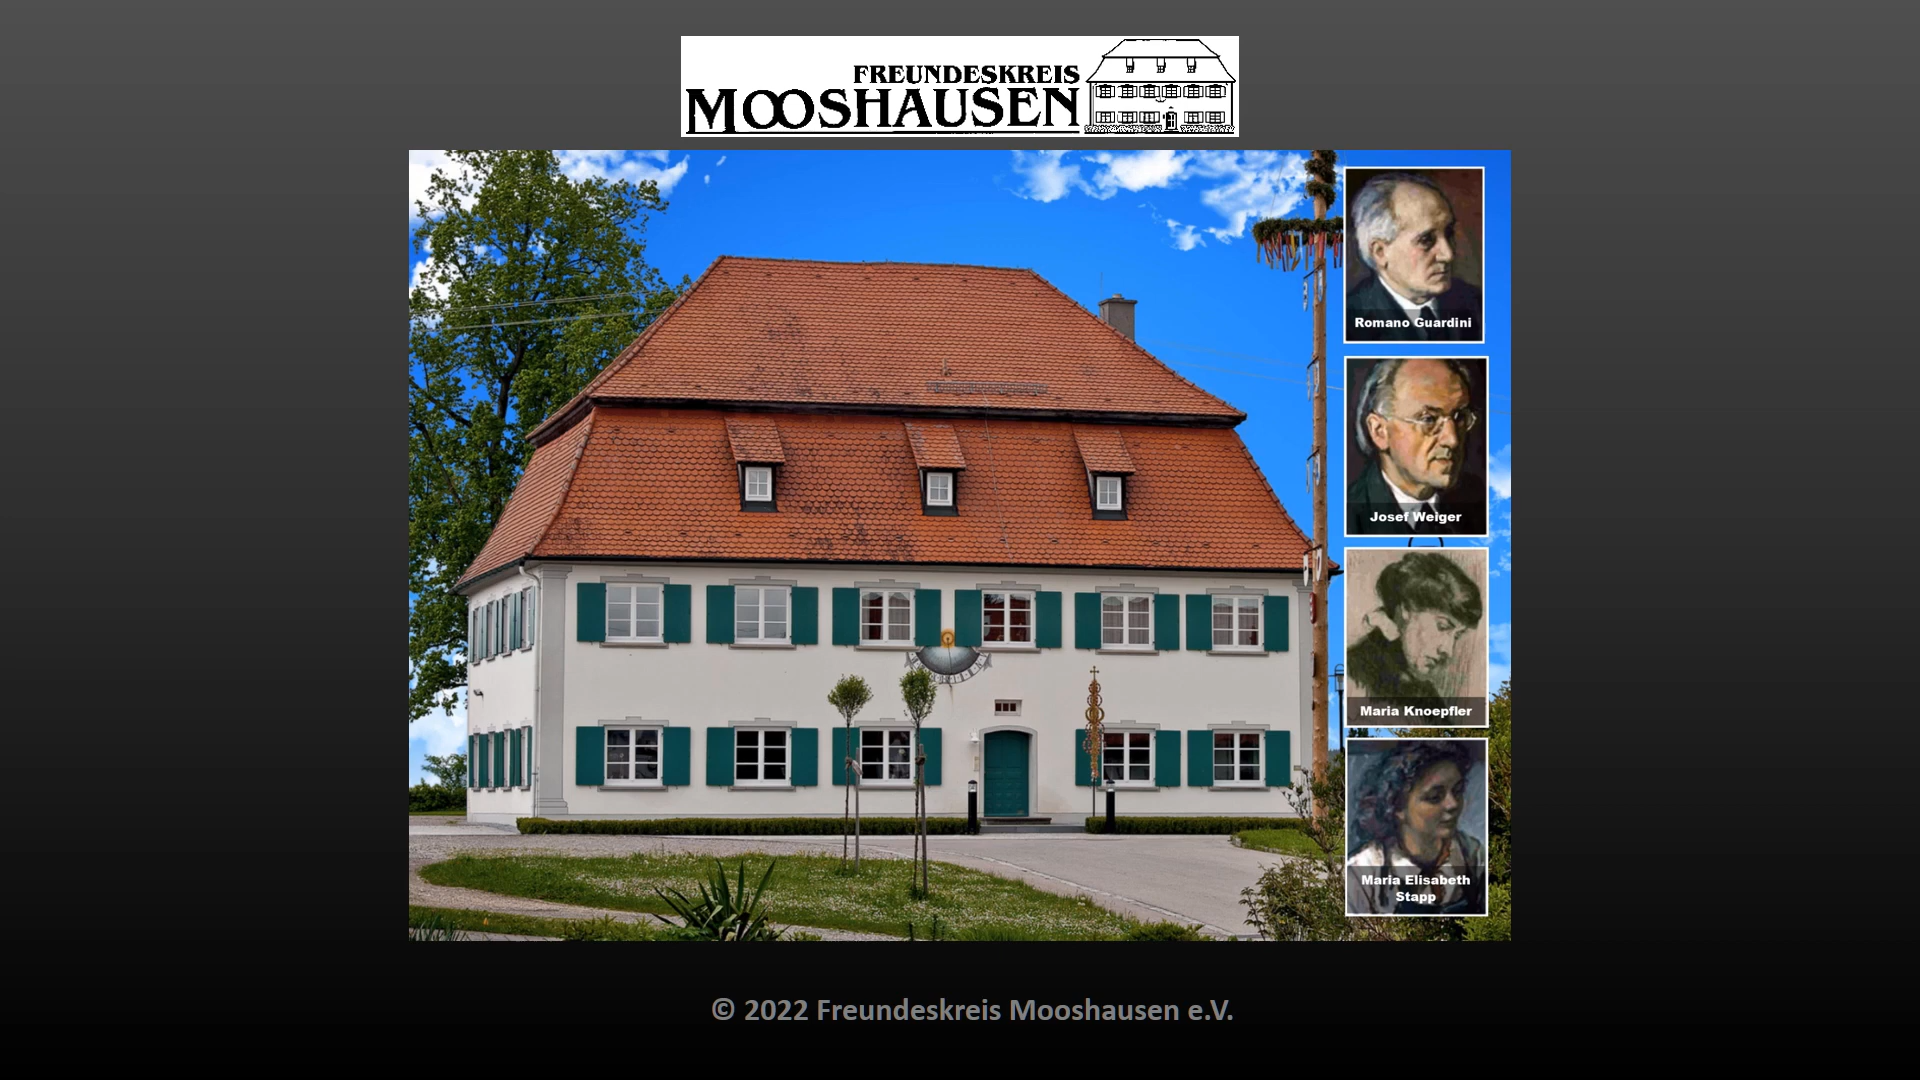 FREUNDESKREIS
MOOSHAUSEN
Romano Guardini
Josef Weiger
Maria Knoepfler
Maria Elisabeth
Stapp
© 2022 Freundeskreis Mooshausen e.V.